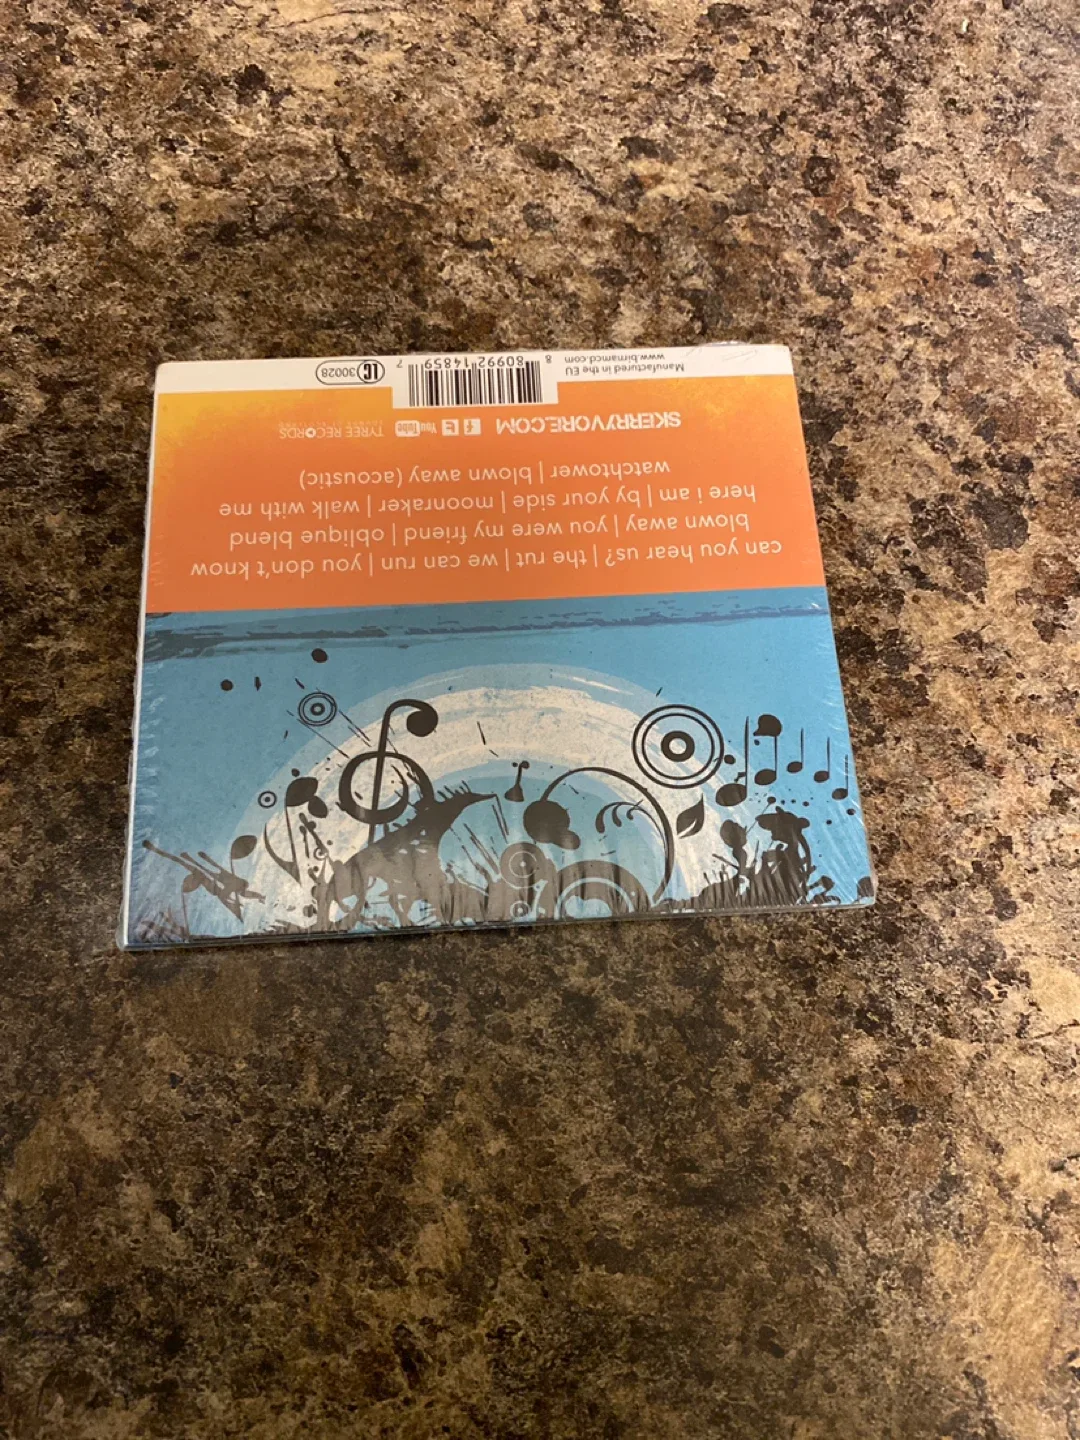 can you hear us? | the rut | we can run | you don't know
blown away | you were my friend | oblique blend
here i am | by your side | moonraker | walk with me
watchtower | blown away (acoustic)
SKERRYVORE.COM f t YouTube TYREE RECORDS
Manufactured in the EU
www.birnamcd.com
8 80992 14859 7
LC 30028